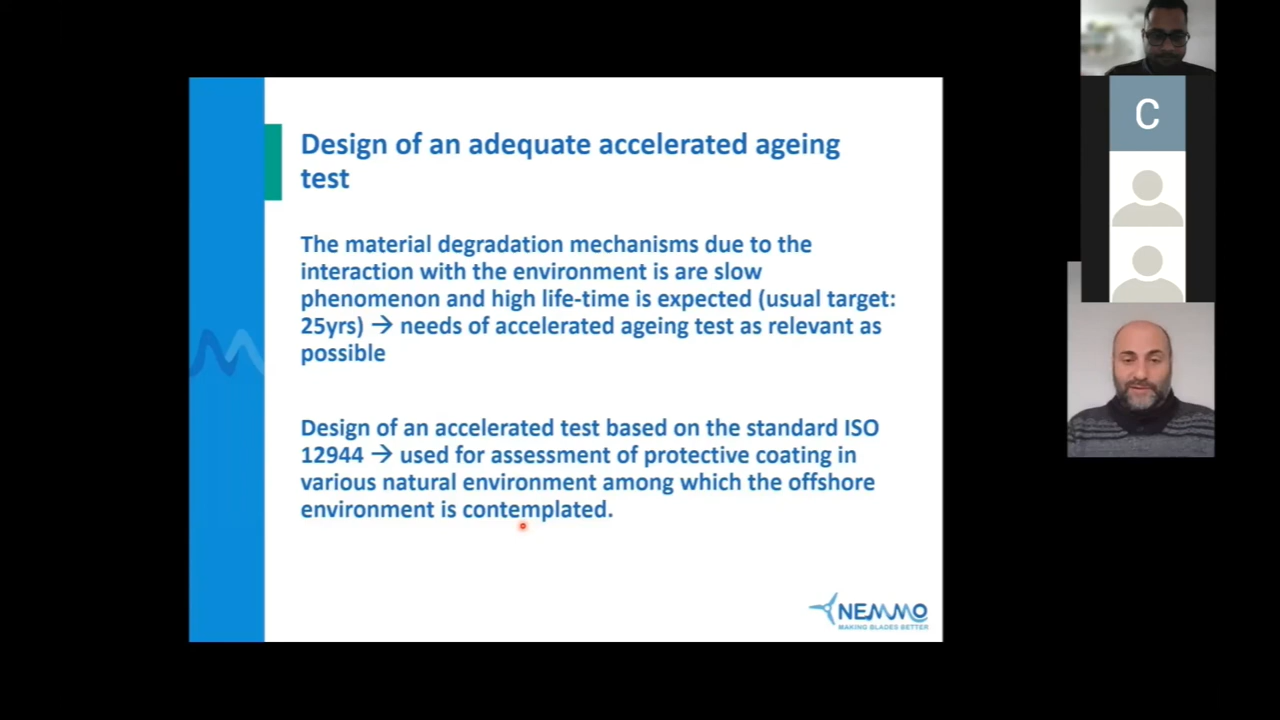 Design of an adequate accelerated ageing
test
The material degradation mechanisms due to the
interaction with the environment is are slow
phenomenon and high life-time is expected (usual target:
25yrs) → needs of accelerated ageing test as relevant as
possible
Design of an accelerated test based on the standard ISO
12944 → used for assessment of protective coating in
various natural environment among which the offshore
environment is contemplated.
NEMMO
MAKING BLADES BETTER
C